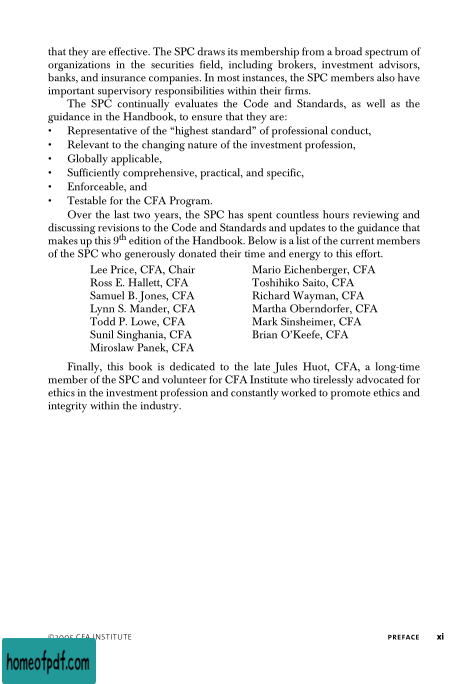 that they are effective. The SPC draws its membership from a broad spectrum of
organizations in the securities field, including brokers, investment advisors,
banks, and insurance companies. In most instances, the SPC members also have
important supervisory responsibilities within their firms.
The SPC continually evaluates the Code and Standards, as well as the
guidance in the Handbook, to ensure that they are:
• Representative of the “highest standard” of professional conduct,
• Relevant to the changing nature of the investment profession,
• Globally applicable,
• Sufficiently comprehensive, practical, and specific,
• Enforceable, and
• Testable for the CFA Program.
Over the last two years, the SPC has spent countless hours reviewing and
discussing revisions to the Code and Standards and updates to the guidance that
makes up this 9th edition of the Handbook. Below is a list of the current members
of the SPC who generously donated their time and energy to this effort.
Lee Price, CFA, Chair
Ross E. Hallett, CFA
Samuel B. Jones, CFA
Lynn S. Mander, CFA
Todd P. Lowe, CFA
Sunil Singhania, CFA
Miroslaw Panek, CFA
Mario Eichenberger, CFA
Toshihiko Saito, CFA
Richard Wayman, CFA
Martha Oberndorfer, CFA
Mark Sinsheimer, CFA
Brian O’Keefe, CFA
Finally, this book is dedicated to the late Jules Huot, CFA, a long-time
member of the SPC and volunteer for CFA Institute who tirelessly advocated for
ethics in the investment profession and constantly worked to promote ethics and
integrity within the industry.
©2005 CFA INSTITUTE
PREFACE xi
homeofpdf.com